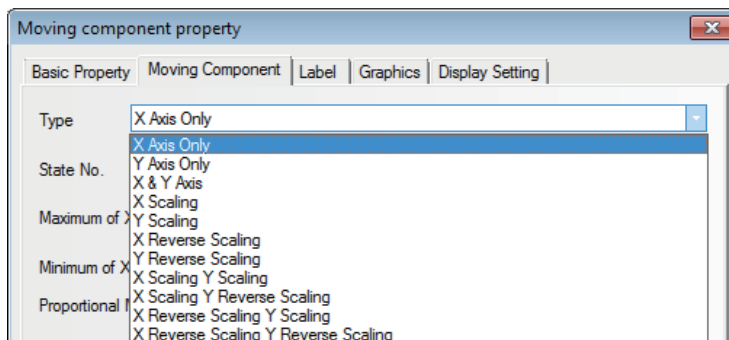 Moving component property
Basic Property Moving Component Label Graphics Display Setting
Type X Axis Only
X Axis Only
State No. Y Axis Only
X & Y Axis
X Scaling
Maximum of Y Scaling
X Reverse Scaling
Minimum of X Y Reverse Scaling
X Scaling Y Scaling
Proportional X Scaling Y Reverse Scaling
X Reverse Scaling Y Scaling
X Reverse Scaling Y Reverse Scaling